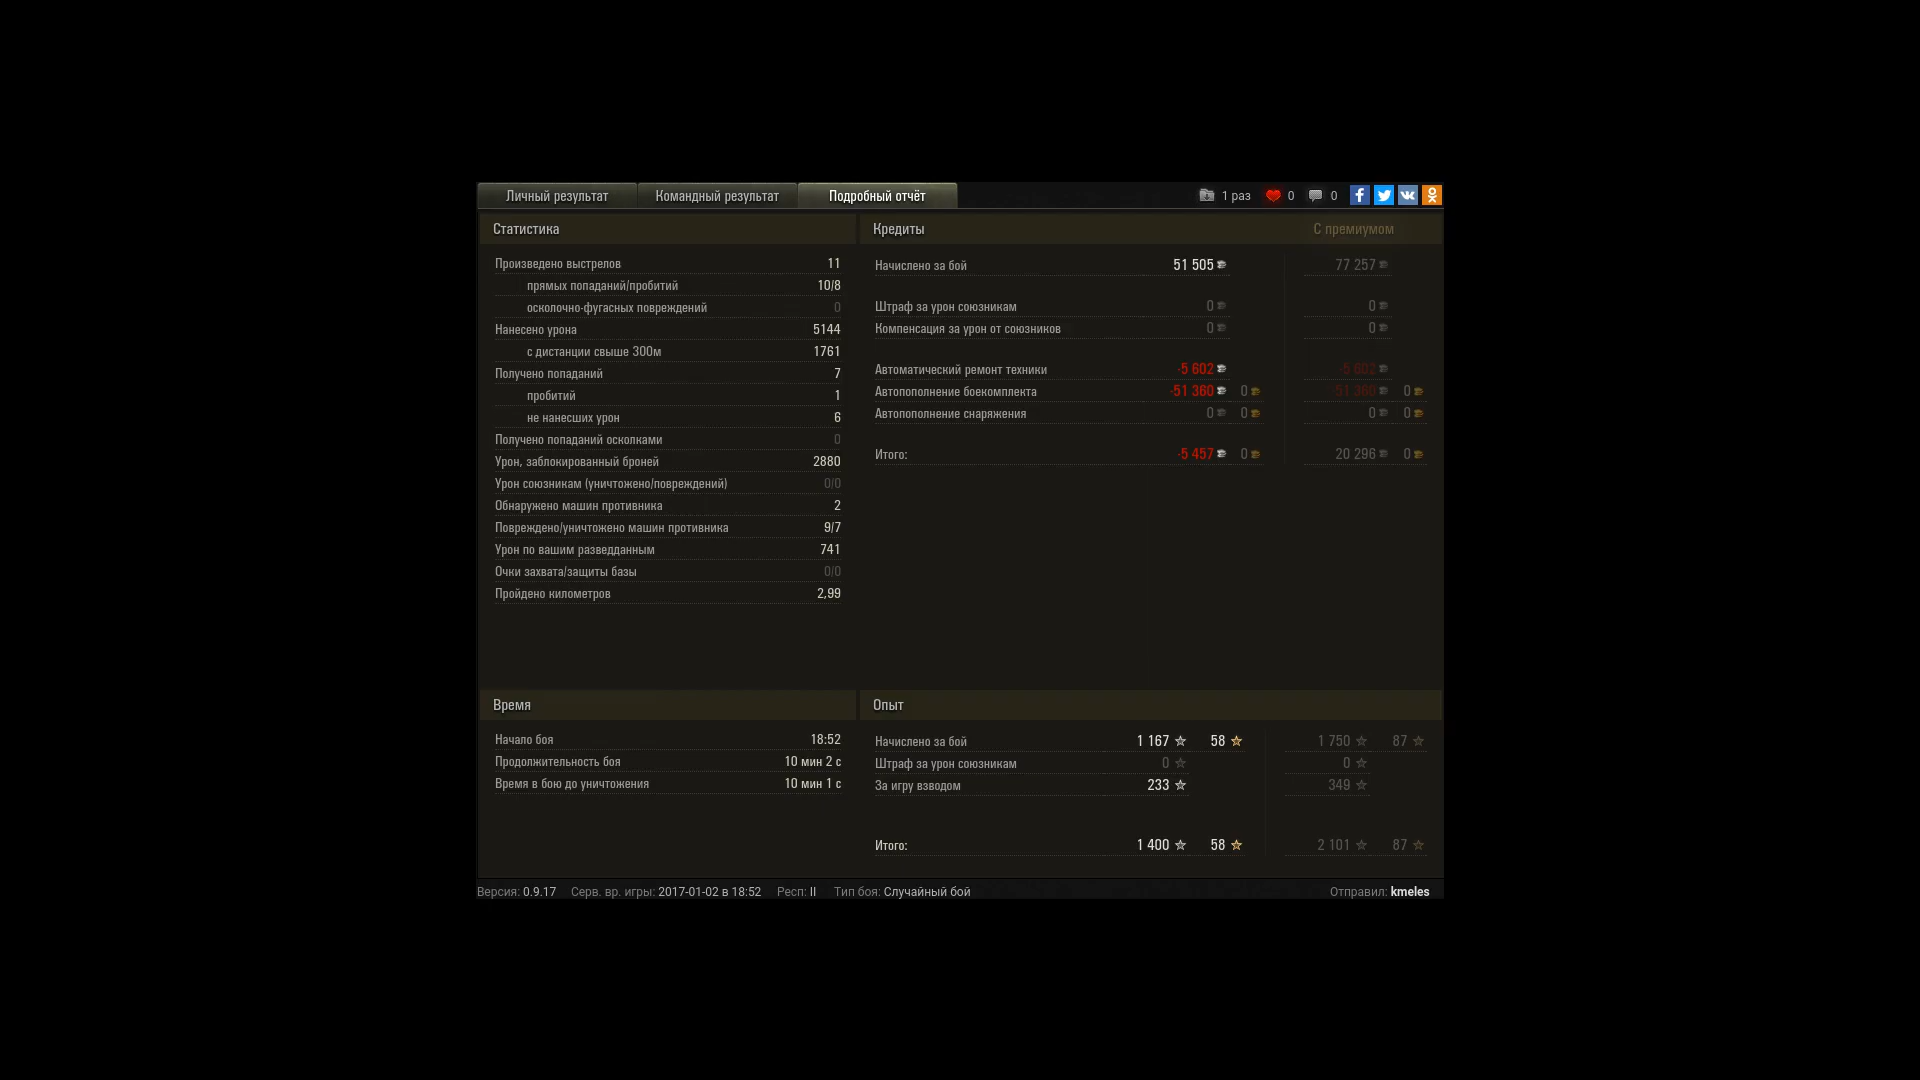 Личный результат Командный результат Подробный отчёт 1 раз 0 0
Статистика
Произведено выстрелов 11
прямых попаданий/пробитий 10/8
осколочно-фугасных повреждений 0
Нанесено урона 5144
с дистанции свыше 300м 1761
Получено попаданий 7
пробитий 1
не нанесших урон 6
Получено попаданий осколками 0
Урон, заблокированный броней 2880
Урон союзникам (уничтожено/повреждений) 0/0
Обнаружено машин противника 2
Повреждено/уничтожено машин противника 9/7
Урон по вашим разведданным 741
Очки захвата/защиты базы 0/0
Пройдено километров 2,99
Кредиты С премиумом
Начислено за бой 51 505 77 257
Штраф за урон союзникам 0 0
Компенсация за урон от союзников 0 0
Автоматический ремонт техники -5 602 -5 602
Автопополнение боекомплекта -51 360 0 -51 360 0
Автопополнение снаряжения 0 0 0 0
Итого: -5 457 0 20 296 0
Время
Начало боя 18:52
Продолжительность боя 10 мин 2 с
Время в бою до уничтожения 10 мин 1 с
Опыт
Начислено за бой 1 167 58 1 750 87
Штраф за урон союзникам 0 0
За игру взводом 233 349
Итого: 1 400 58 2 101 87
Версия: 0.9.17 Серв. вр. игры: 2017-01-02 в 18:52 Респ: II Тип боя: Случайный бой Отправил: kmeles